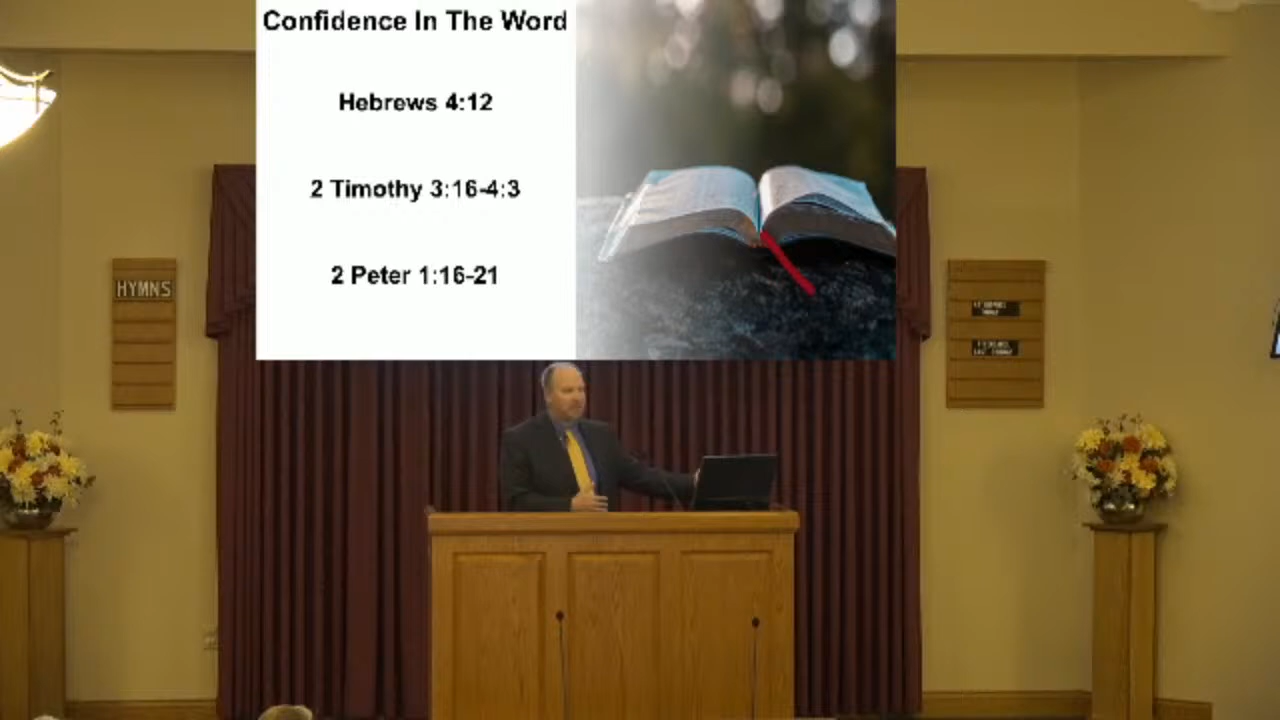 Confidence In The Word
Hebrews 4:12
2 Timothy 3:16-4:3
2 Peter 1:16-21
HYMNS